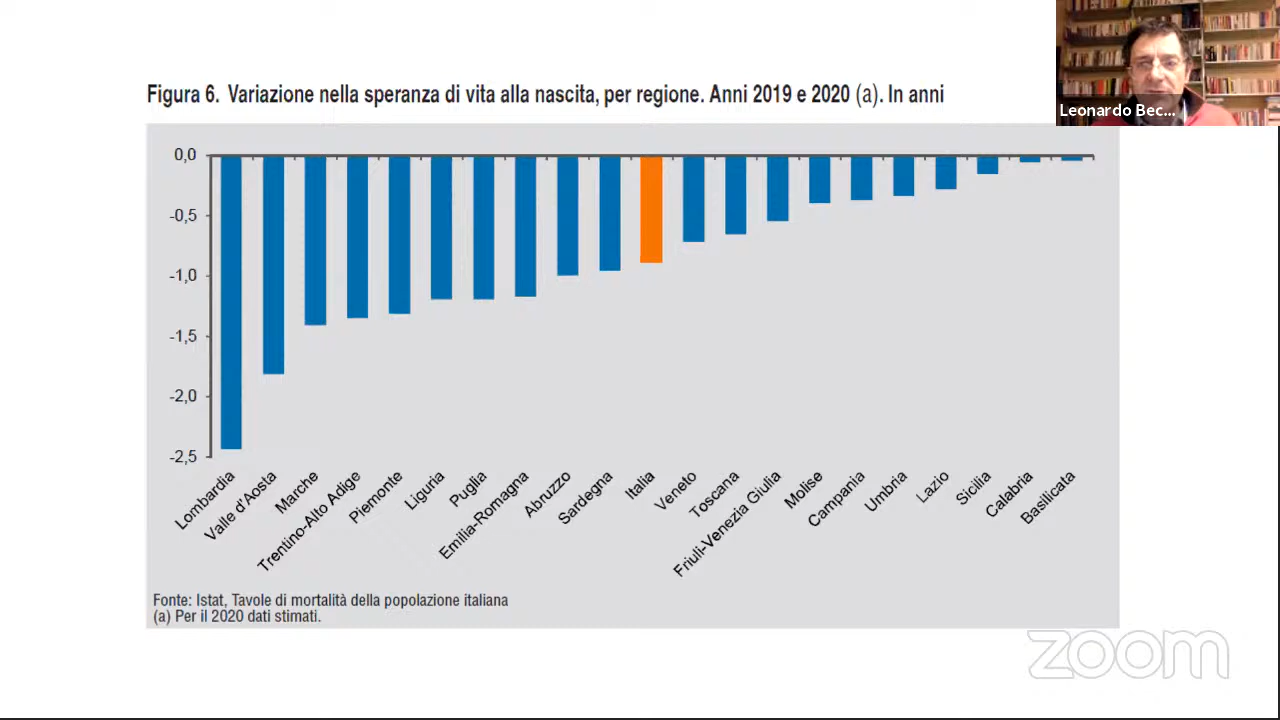 Figura 6. Variazione nella speranza di vita alla nascita, per regione. Anni 2019 e 2020 (a). In anni
Leonardo Bec...
0,0
-0,5
-1,0
-1,5
-2,0
-2,5
Lombardia
Valle d'Aosta
Marche
Trentino-Alto Adige
Piemonte
Liguria
Puglia
Emilia-Romagna
Abruzzo
Sardegna
Italia
Veneto
Toscana
Friuli-Venezia Giulia
Molise
Campania
Umbria
Lazio
Sicilia
Calabria
Basilicata
Fonte: Istat, Tavole di mortalità della popolazione italiana
(a) Per il 2020 dati stimati.
zoom